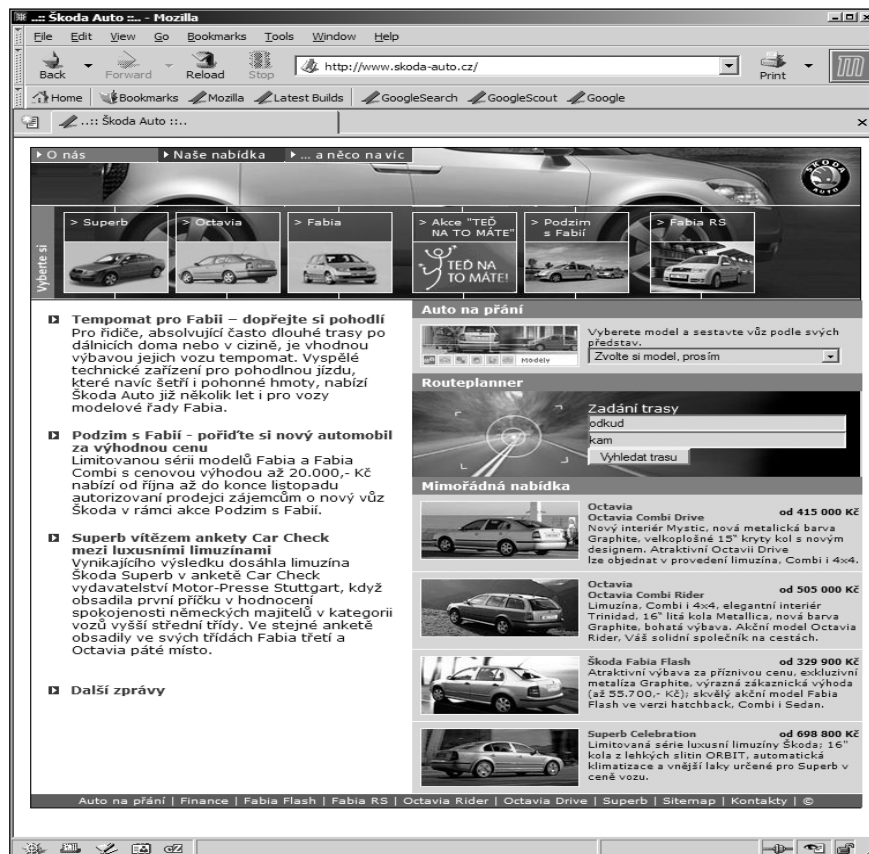 ..:: Škoda Auto ::.. - Mozilla
File Edit View Go Bookmarks Tools Window Help
Back Forward Reload Stop http://www.skoda-auto.cz/ Print
Home Bookmarks Mozilla Latest Builds GoogleSearch GoogleScout Google
..:: Škoda Auto ::..
O nás Naše nabídka ... a něco navíc
ŠKODA
AUTO
Vyberte si
> Superb > Octavia > Fabia > Akce "TEĎ
NA TO MÁTE"
> Podzim
s Fabií
> Fabia RS
TEĎ NA
TO MÁTE!
Tempomat pro Fabii – dopřejte si pohodlí
Pro řidiče, absolvující často dlouhé trasy po
dálnicích doma nebo v cizině, je vhodnou
výbavou jejich vozu tempomat. Vyspělé
technické zařízení pro pohodlnou jízdu,
které navíc šetří i pohonné hmoty, nabízí
Škoda Auto již několik let i pro vozy
modelové řady Fabia.
Podzim s Fabií - pořiďte si nový automobil
za výhodnou cenu
Limitovanou sérii modelů Fabia a Fabia
Combi s cenovou výhodou až 20.000,- Kč
nabízí od října až do konce listopadu
autorizovaní prodejci zájemcům o nový vůz
Škoda v rámci akce Podzim s Fabií.
Superb vítězem ankety Car Check
mezi luxusními limuzínami
Vynikajícího výsledku dosáhla limuzína
Škoda Superb v anketě Car Check
vydavatelství Motor-Presse Stuttgart, když
obsadila první příčku v hodnocení
spokojenosti německých majitelů v kategorii
vozů vyšší střední třídy. Ve stejné anketě
obsadily ve svých třídách Fabia třetí a
Octavia páté místo.
Další zprávy
Auto na přání
Modely
Vyberete model a sestavte vůz podle svých
představ.
Zvolte si model, prosím
Routeplanner
Zadání trasy
odkud
kam
Vyhledat trasu
Mimořádná nabídka
Octavia
Octavia Combi Drive od 415 000 Kč
Nový interiér Mystic, nová metalická barva
Graphite, velkoplošné 15" kryty kol s novým
designem. Atraktivní Octavii Drive
lze objednat v provedení limuzína, Combi i 4x4.
Octavia
Octavia Combi Rider od 505 000 Kč
Limuzína, Combi i 4x4, elegantní interiér
Trinidad, 16" litá kola Metallica, nová barva
Graphite, bohatá výbava. Akční model Octavia
Rider, Váš solidní společník na cestách.
Škoda Fabia Flash od 329 900 Kč
Atraktivní výbava za příznivou cenu, exkluzivní
metalíza Graphite, výrazná zákaznická výhoda
(až 55.700,- Kč); skvělý akční model Fabia
Flash ve verzi hatchback, Combi i Sedan.
Superb Celebration od 698 800 Kč
Limitovaná série luxusní limuzíny Škoda; 16"
kola z lehkých slitin ORBIT, automatická
klimatizace a vnější laky určené pro Superb v
ceně vozu.
Auto na přání | Finance | Fabia Flash | Fabia RS | Octavia Rider | Octavia Drive | Superb | Sitemap | Kontakty | ©